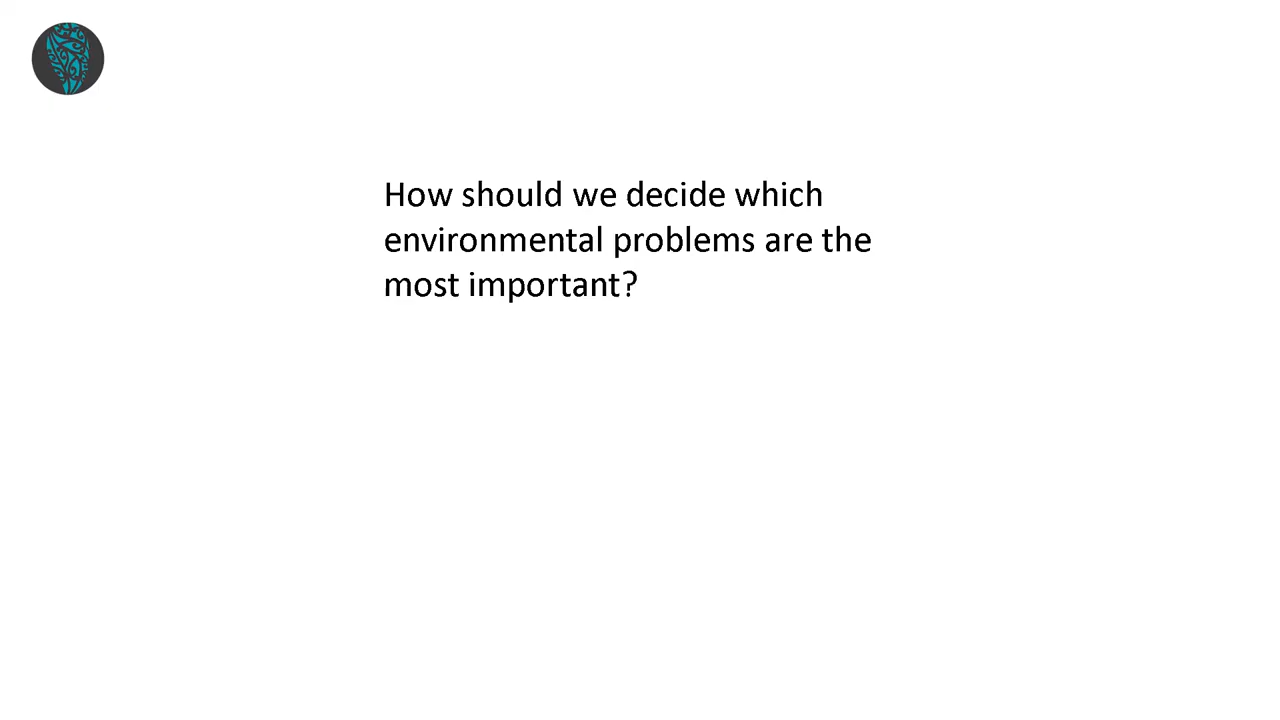 How should we decide which
environmental problems are the
most important?